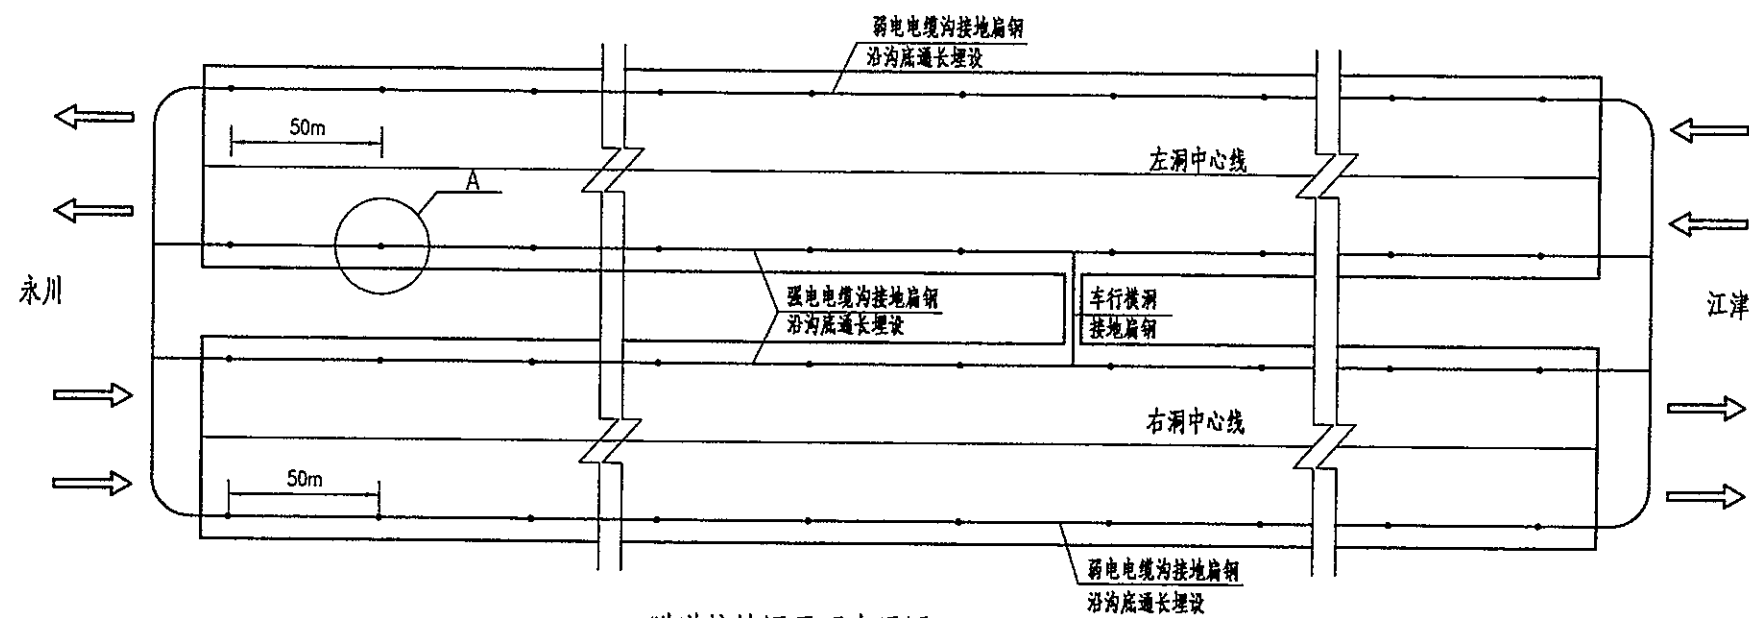 弱电电缆沟接地扁钢
沿沟底通长埋设
50m
左洞中心线
A
永川
强电电缆沟接地扁钢
沿沟底通长埋设
车行横洞
接地扁钢
江津
右洞中心线
50m
弱电电缆沟接地扁钢
沿沟底通长埋设